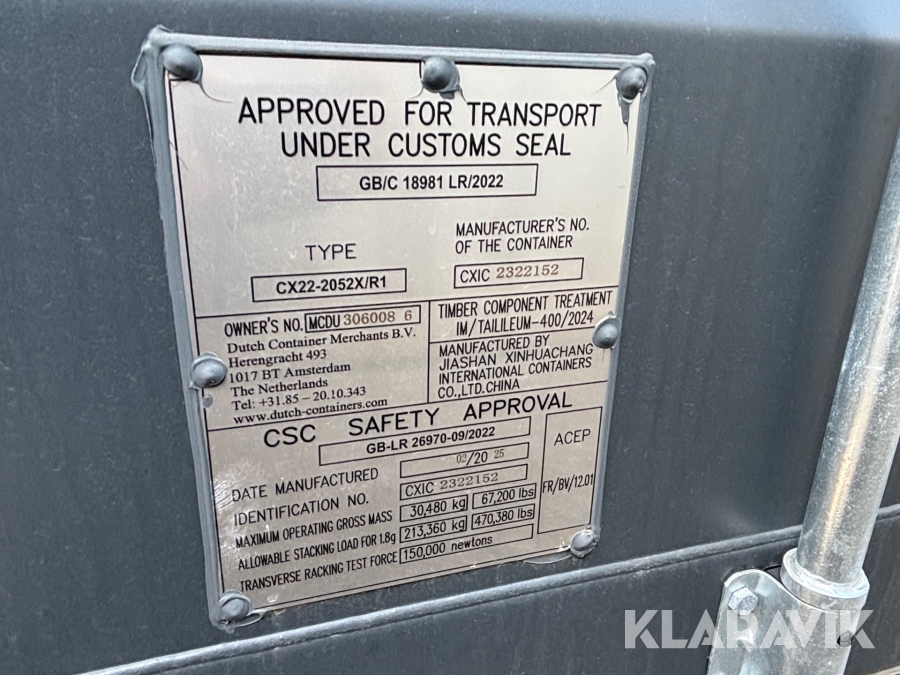 APPROVED FOR TRANSPORT
UNDER CUSTOMS SEAL
GB/C 18981 LR/2022
TYPE
CX22-2052X/R1
MANUFACTURER'S NO.
OF THE CONTAINER
CXIC 2322152
OWNER'S NO. MCDU 306008 6
Dutch Container Merchants B.V.
Herengracht 493
1017 BT Amsterdam
The Netherlands
Tel: +31.85 - 20.10.343
www.dutch-containers.com
TIMBER COMPONENT TREATMENT
IM/TAILILEUM-400/2024
MANUFACTURED BY
JIASHAN XINHUACHANG
INTERNATIONAL CONTAINERS
CO.,LTD.CHINA
CSC SAFETY APPROVAL
GB-LR 26970-09/2022
DATE MANUFACTURED 02/20 25
IDENTIFICATION NO. CXIC 2322152
MAXIMUM OPERATING GROSS MASS 30,480 kg 67,200 lbs
ALLOWABLE STACKING LOAD FOR 1.8g 213,360 kg 470,380 lbs
TRANSVERSE RACKING TEST FORCE 150,000 newtons
ACEP
FR/BV/12.01
KLARAVIK